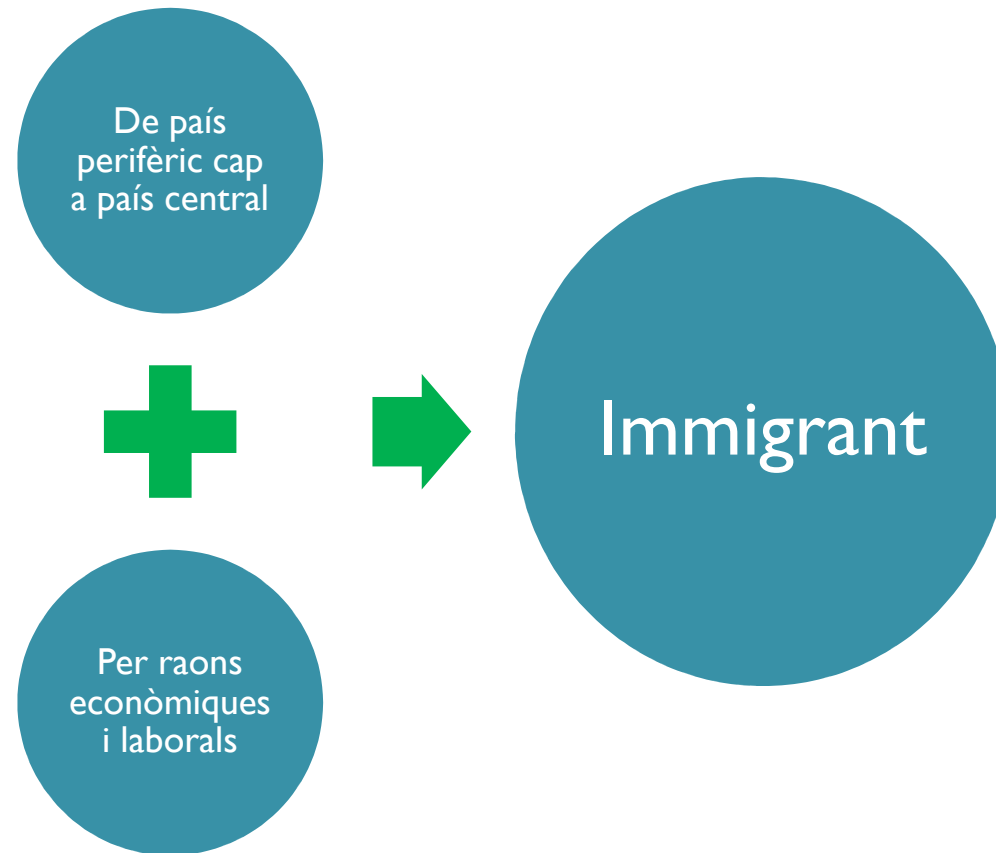 De país
perifèric cap
a país central
Immigrant
Per raons
econòmiques
i laborals